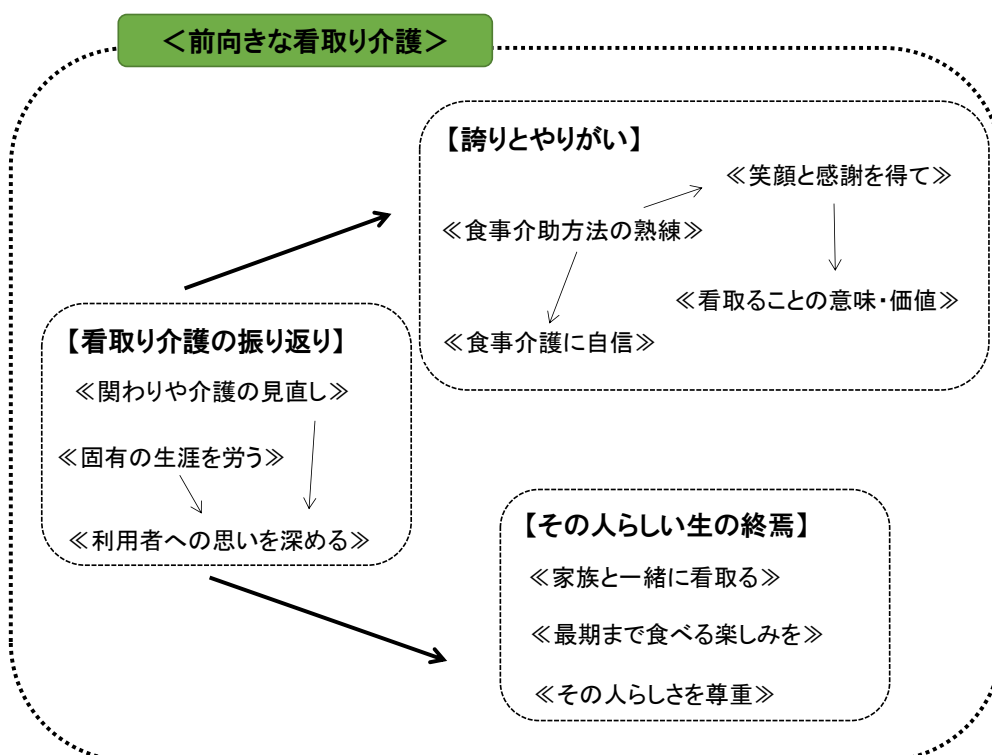 ＜前向きな看取り介護＞
【誇りとやりがい】
≪笑顔と感謝を得て≫
≪食事介助方法の熟練≫
≪看取ることの意味・価値≫
≪食事介護に自信≫
【看取り介護の振り返り】
≪関わりや介護の見直し≫
≪固有の生涯を労う≫
≪利用者への思いを深める≫
【その人らしい生の終焉】
≪家族と一緒に看取る≫
≪最期まで食べる楽しみを≫
≪その人らしさを尊重≫